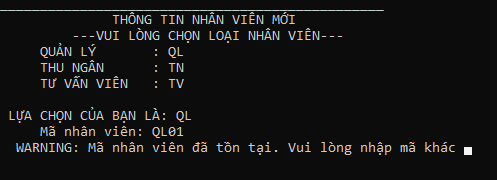 THÔNG TIN NHÂN VIÊN MỚI
---VUI LÒNG CHỌN LOẠI NHÂN VIÊN---
QUẢN LÝ : QL
THU NGÂN : TN
TƯ VẤN VIÊN : TV
LỰA CHỌN CỦA BẠN LÀ: QL
Mã nhân viên: QL01
WARNING: Mã nhân viên đã tồn tại. Vui lòng nhập mã khác